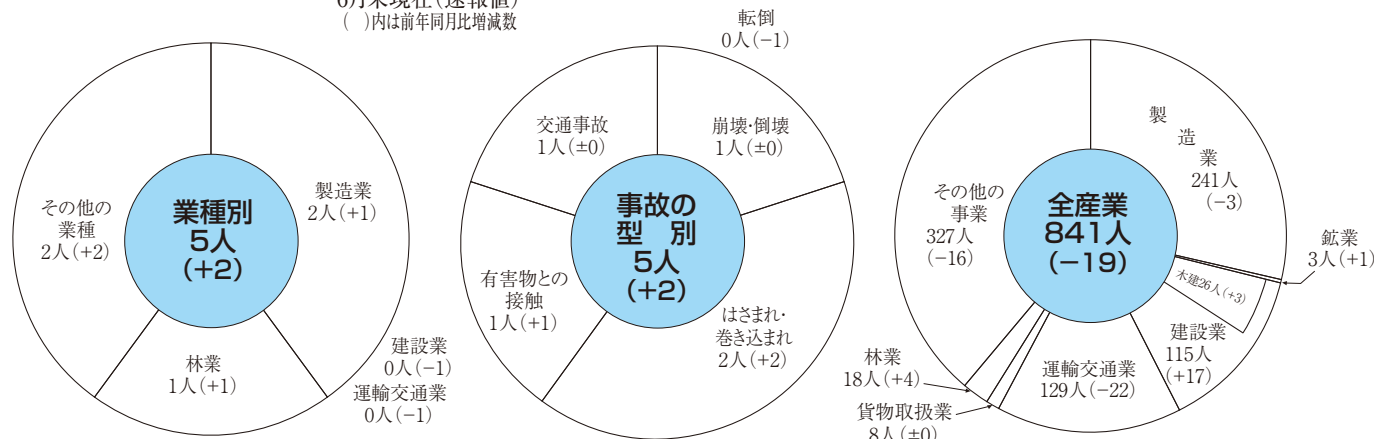 6月末現在(速報値)
(　)内は前年同月比増減数
業種別
5人
(+2)
製造業
2人(+1)
建設業
0人(−1)
運輸交通業
0人(−1)
林業
1人(+1)
その他の
業種
2人(+2)
事故の
型　別
5人
(+2)
転倒
0人(−1)
崩壊・倒壊
1人(±0)
はさまれ・
巻き込まれ
2人(+2)
有害物との
接触
1人(+1)
交通事故
1人(±0)
全産業
841人
(−19)
製
造
業
241人
(−3)
鉱業
3人(+1)
木建26人(+3)
建設業
115人
(+17)
運輸交通業
129人(−22)
貨物取扱業
8人(±0)
林業
18人(+4)
その他の
事業
327人
(−16)